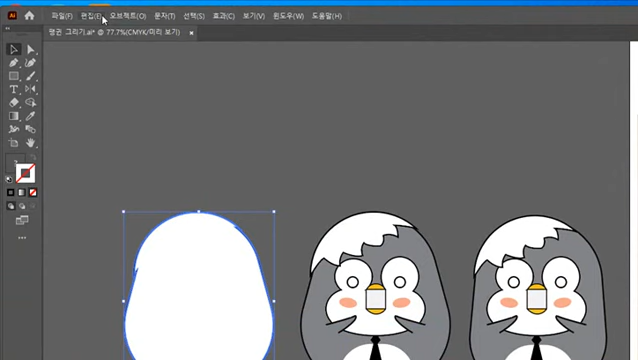 Ai 파일(F) 편집(E) 오브젝트(O) 문자(T) 선택(S) 효과(C) 보기(V) 윈도우(W) 도움말(H)
펭귄 그리기.ai* @ 77.7%(CMYK/미리 보기) ×